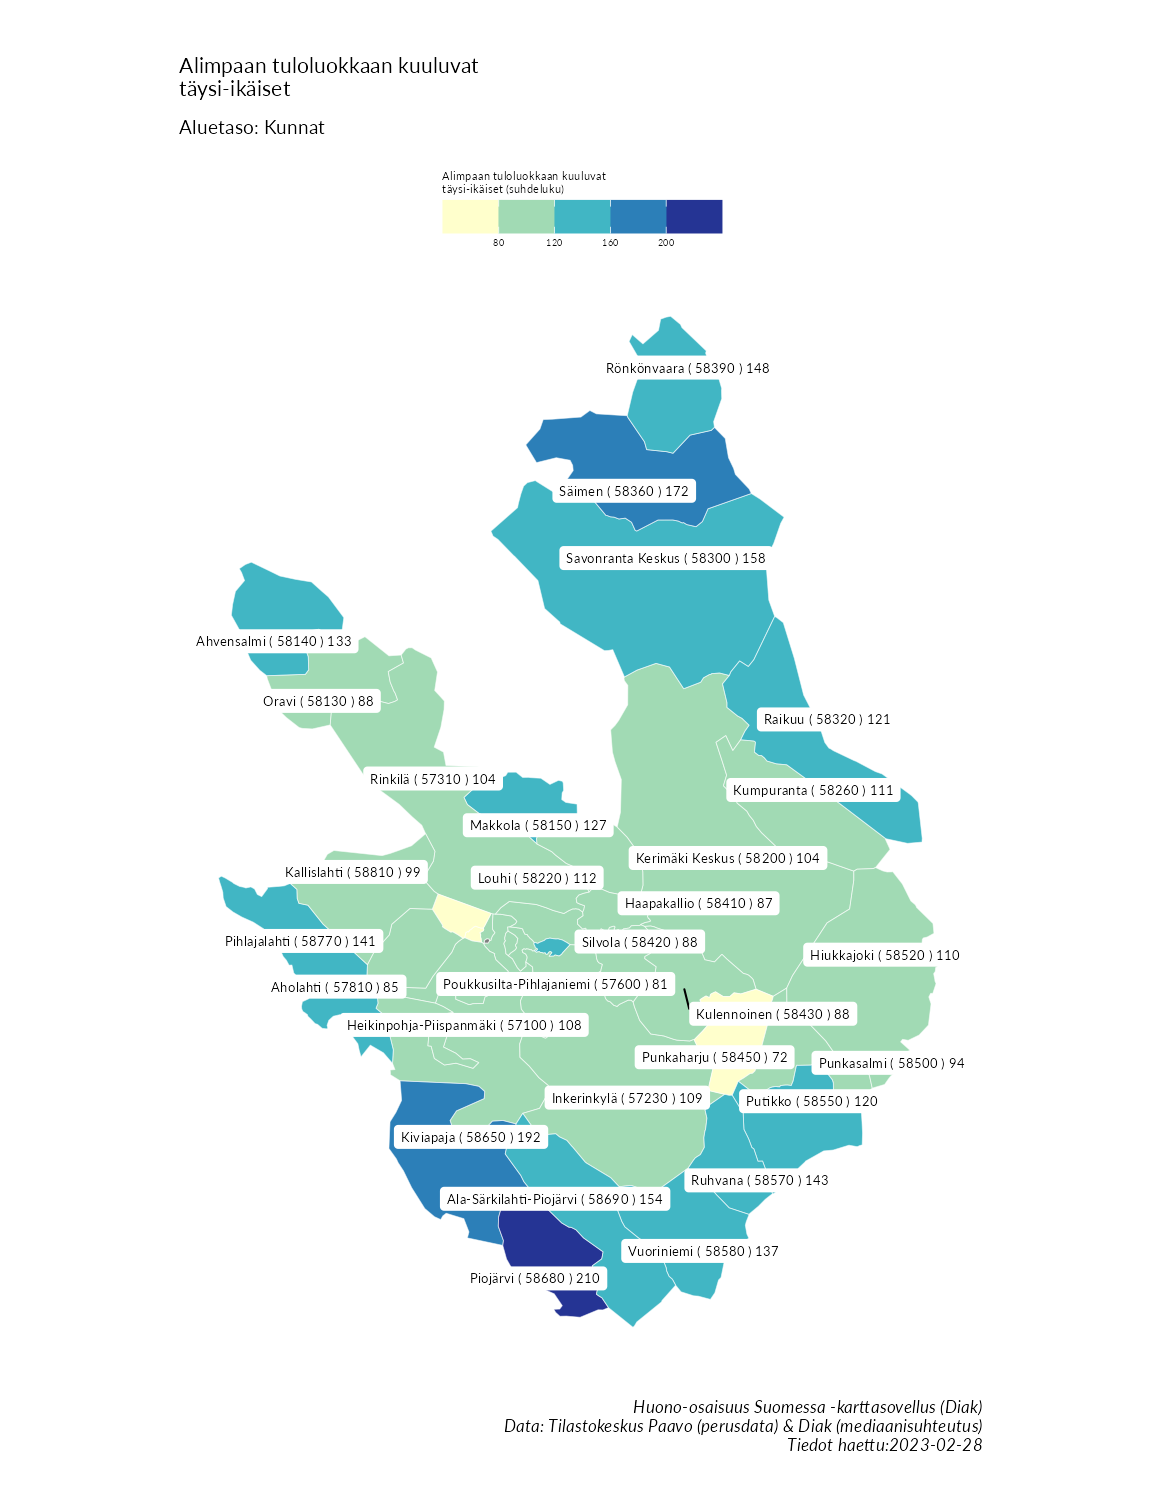 Alimpaan tuloluokkaan kuuluvat
täysi-ikäiset
Aluetaso: Kunnat
Alimpaan tuloluokkaan kuuluvat
täysi-ikäiset (suhdeluku)
80 120 160 200
Rönkönvaara ( 58390 ) 148
Säimen ( 58360 ) 172
Savonranta Keskus ( 58300 ) 158
Ahvensalmi ( 58140 ) 133
Oravi ( 58130 ) 88
Raikuu ( 58320 ) 121
Rinkilä ( 57310 ) 104
Kumpuranta ( 58260 ) 111
Makkola ( 58150 ) 127
Kerimäki Keskus ( 58200 ) 104
Kallislahti ( 58810 ) 99
Louhi ( 58220 ) 112
Haapakallio ( 58410 ) 87
Pihlajalahti ( 58770 ) 141
Silvola ( 58420 ) 88
Hiukkajoki ( 58520 ) 110
Aholahti ( 57810 ) 85
Poukkusilta-Pihlajaniemi ( 57600 ) 81
Kulennoinen ( 58430 ) 88
Heikinpohja-Piispanmäki ( 57100 ) 108
Punkaharju ( 58450 ) 72
Punkasalmi ( 58500 ) 94
Inkerinkylä ( 57230 ) 109
Putikko ( 58550 ) 120
Kiviapaja ( 58650 ) 192
Ruhvana ( 58570 ) 143
Ala-Särkilahti-Piojärvi ( 58690 ) 154
Vuoriniemi ( 58580 ) 137
Piojärvi ( 58680 ) 210
Huono-osaisuus Suomessa -karttasovellus (Diak)
Data: Tilastokeskus Paavo (perusdata) & Diak (mediaanisuhteutus)
Tiedot haettu:2023-02-28